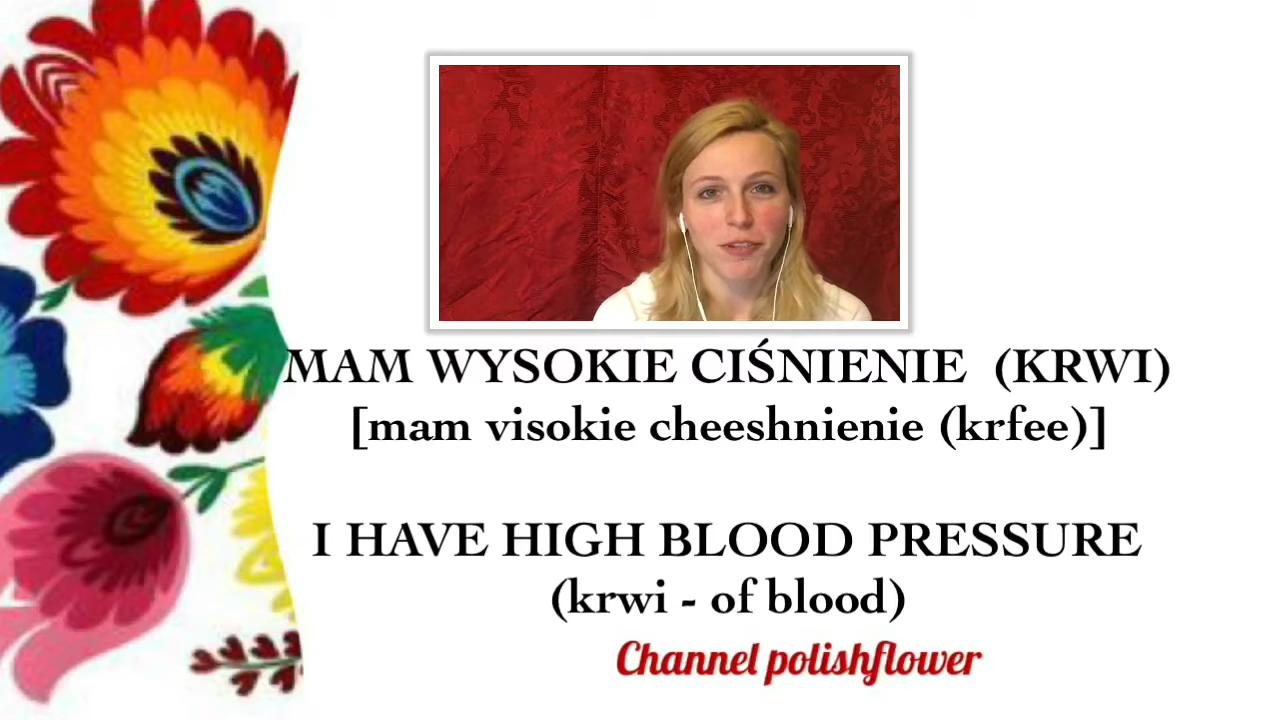 MAM WYSOKIE CIŚNIENIE (KRWI)
[mam visokie cheeshnienie (krfee)]
I HAVE HIGH BLOOD PRESSURE
(krwi - of blood)
Channel polishflower